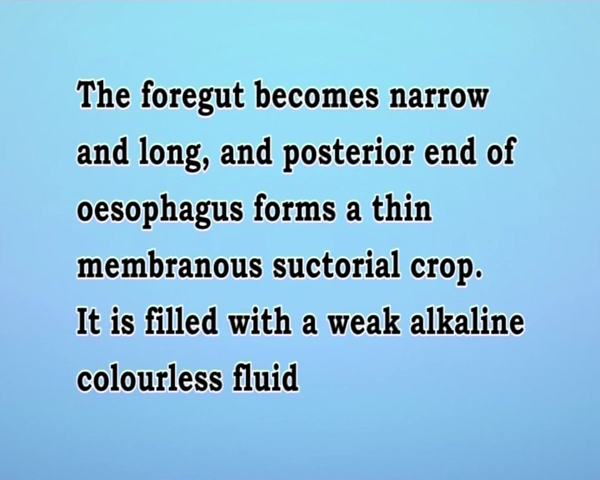 The foregut becomes narrow
and long, and posterior end of
oesophagus forms a thin
membranous suctorial crop.
It is filled with a weak alkaline
colourless fluid